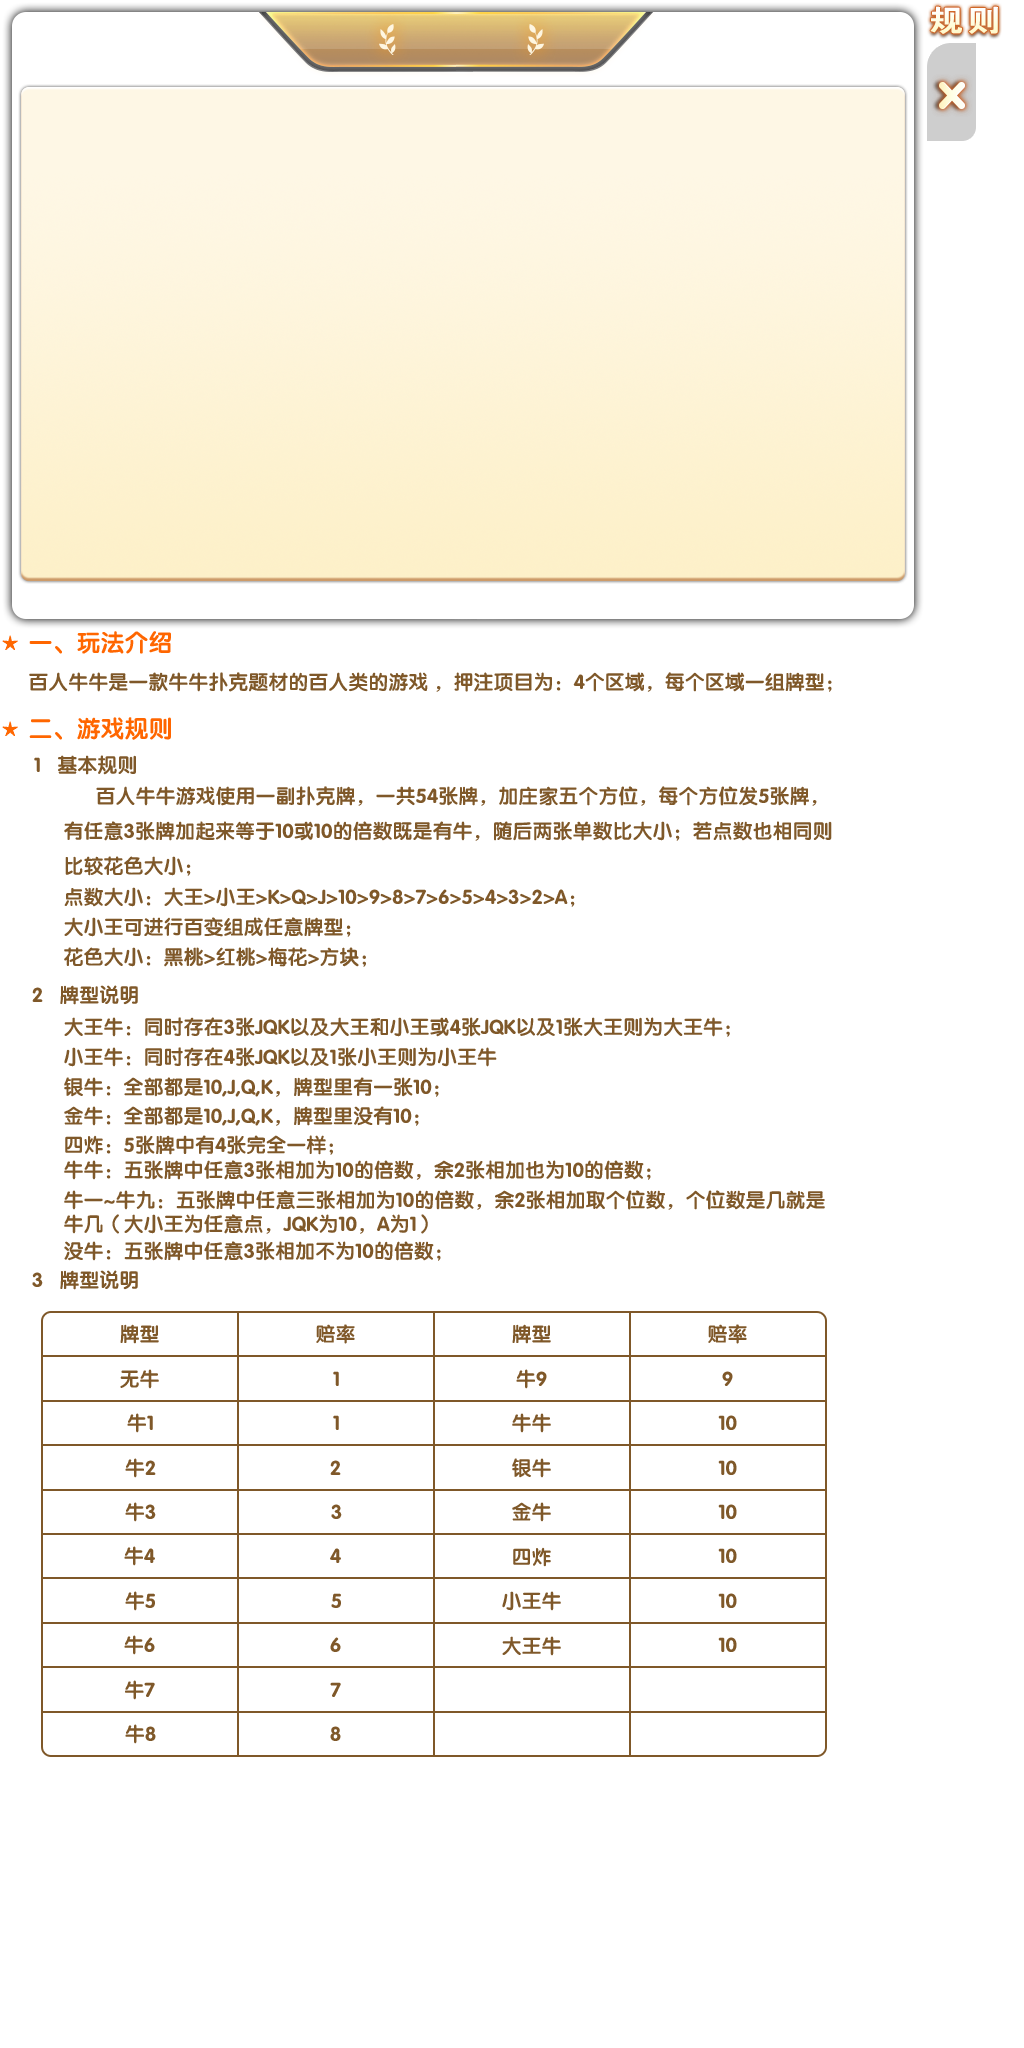 规则
★ 一、玩法介绍
百人牛牛是一款牛牛扑克题材的百人类的游戏 ，押注项目为：4个区域，每个区域一组牌型；
★ 二、游戏规则
1 基本规则
百人牛牛游戏使用一副扑克牌，一共54张牌，加庄家五个方位，每个方位发5张牌，
有任意3张牌加起来等于10或10的倍数既是有牛，随后两张单数比大小；若点数也相同则
比较花色大小；
点数大小：大王>小王>K>Q>J>10>9>8>7>6>5>4>3>2>A；
大小王可进行百变组成任意牌型；
花色大小：黑桃>红桃>梅花>方块；
2 牌型说明
大王牛：同时存在3张JQK以及大王和小王或4张JQK以及1张大王则为大王牛；
小王牛：同时存在4张JQK以及1张小王则为小王牛
银牛：全部都是10,J,Q,K，牌型里有一张10；
金牛：全部都是10,J,Q,K，牌型里没有10；
四炸：5张牌中有4张完全一样；
牛牛：五张牌中任意3张相加为10的倍数，余2张相加也为10的倍数；
牛一~牛九：五张牌中任意三张相加为10的倍数，余2张相加取个位数，个位数是几就是
牛几（大小王为任意点，JQK为10，A为1）
没牛：五张牌中任意3张相加不为10的倍数；
3 牌型说明
牌型 赔率 牌型 赔率
无牛 1 牛9 9
牛1 1 牛牛 10
牛2 2 银牛 10
牛3 3 金牛 10
牛4 4 四炸 10
牛5 5 小王牛 10
牛6 6 大王牛 10
牛7 7
牛8 8